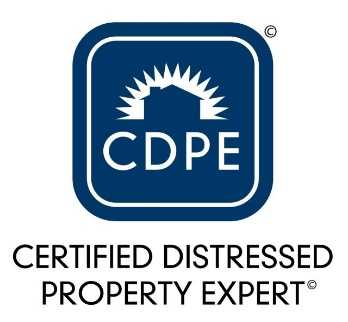 ©
CDPE
CERTIFIED DISTRESSED
PROPERTY EXPERT©